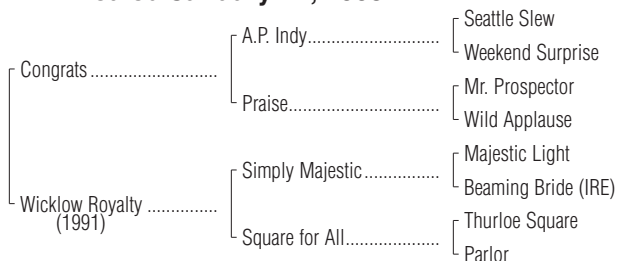 Seattle Slew
A.P. Indy
Weekend Surprise
Congrats
Mr. Prospector
Praise
Wild Applause
Majestic Light
Simply Majestic
Beaming Bride (IRE)
Wicklow Royalty
(1991)
Thurloe Square
Square for All
Parlor